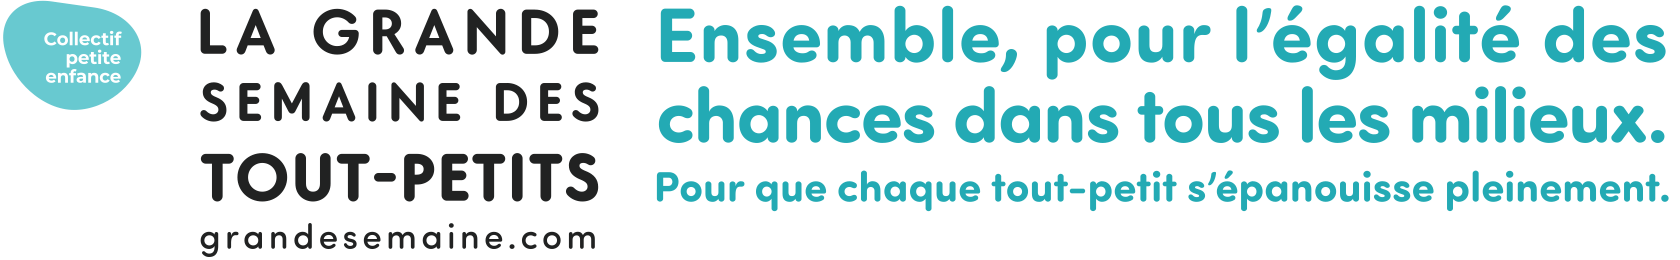 Collectif
petite
enfance
LA GRANDE
SEMAINE DES
TOUT-PETITS
grandesemaine.com
Ensemble, pour l’égalité des
chances dans tous les milieux.
Pour que chaque tout-petit s’épanouisse pleinement.